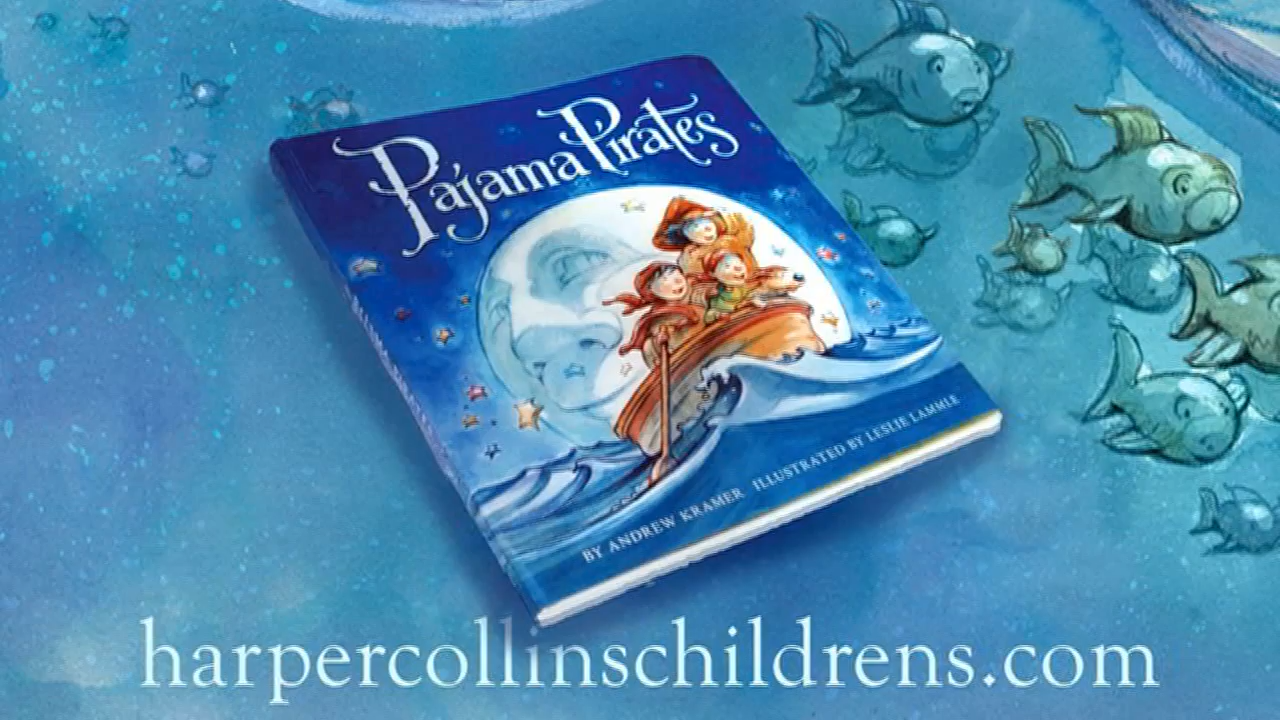 Pajama Pirates
BY ANDREW KRAMER ILLUSTRATED BY LESLIE LAMMLE
harpercollinschildrens.com